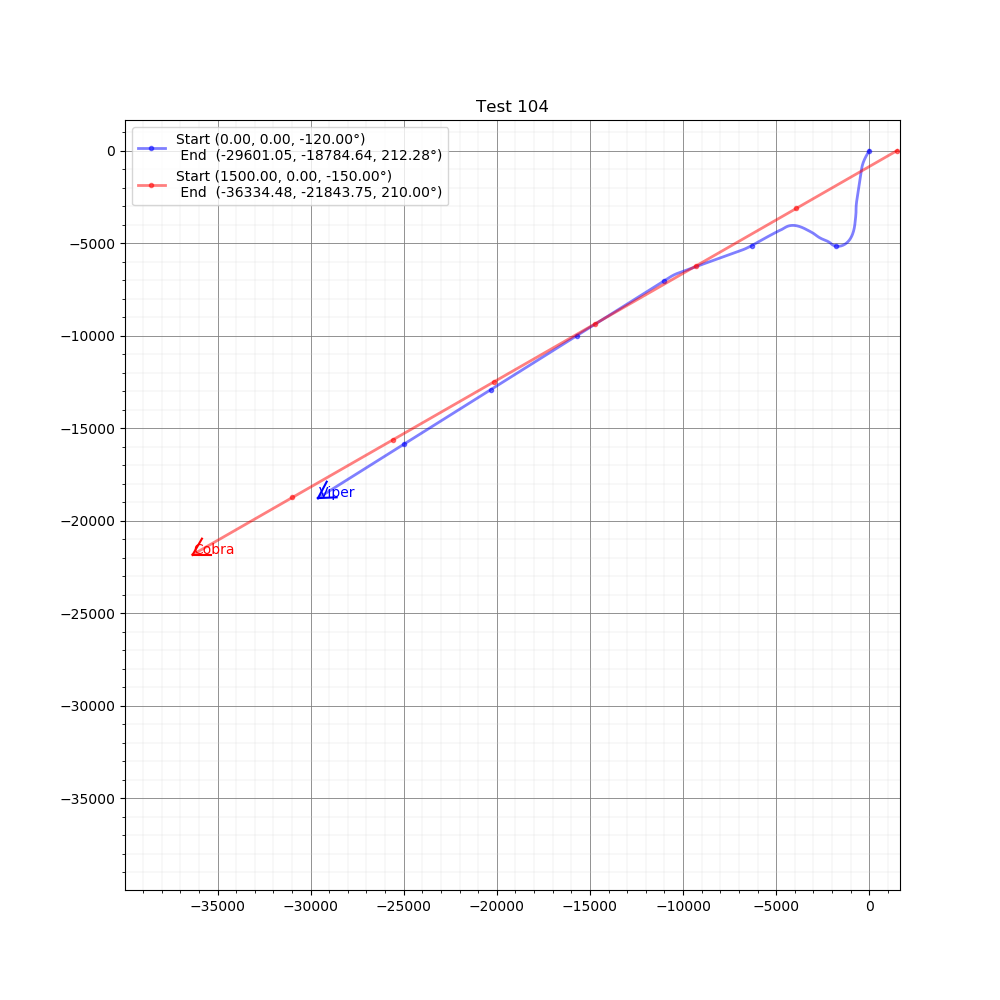 Test 104
Start (0.00, 0.00, -120.00°)
End (-29601.05, -18784.64, 212.28°)
Start (1500.00, 0.00, -150.00°)
End (-36334.48, -21843.75, 210.00°)
0
−5000
−10000
−15000
−20000
−25000
−30000
−35000
Viper
Cobra
−35000
−30000
−25000
−20000
−15000
−10000
−5000
0